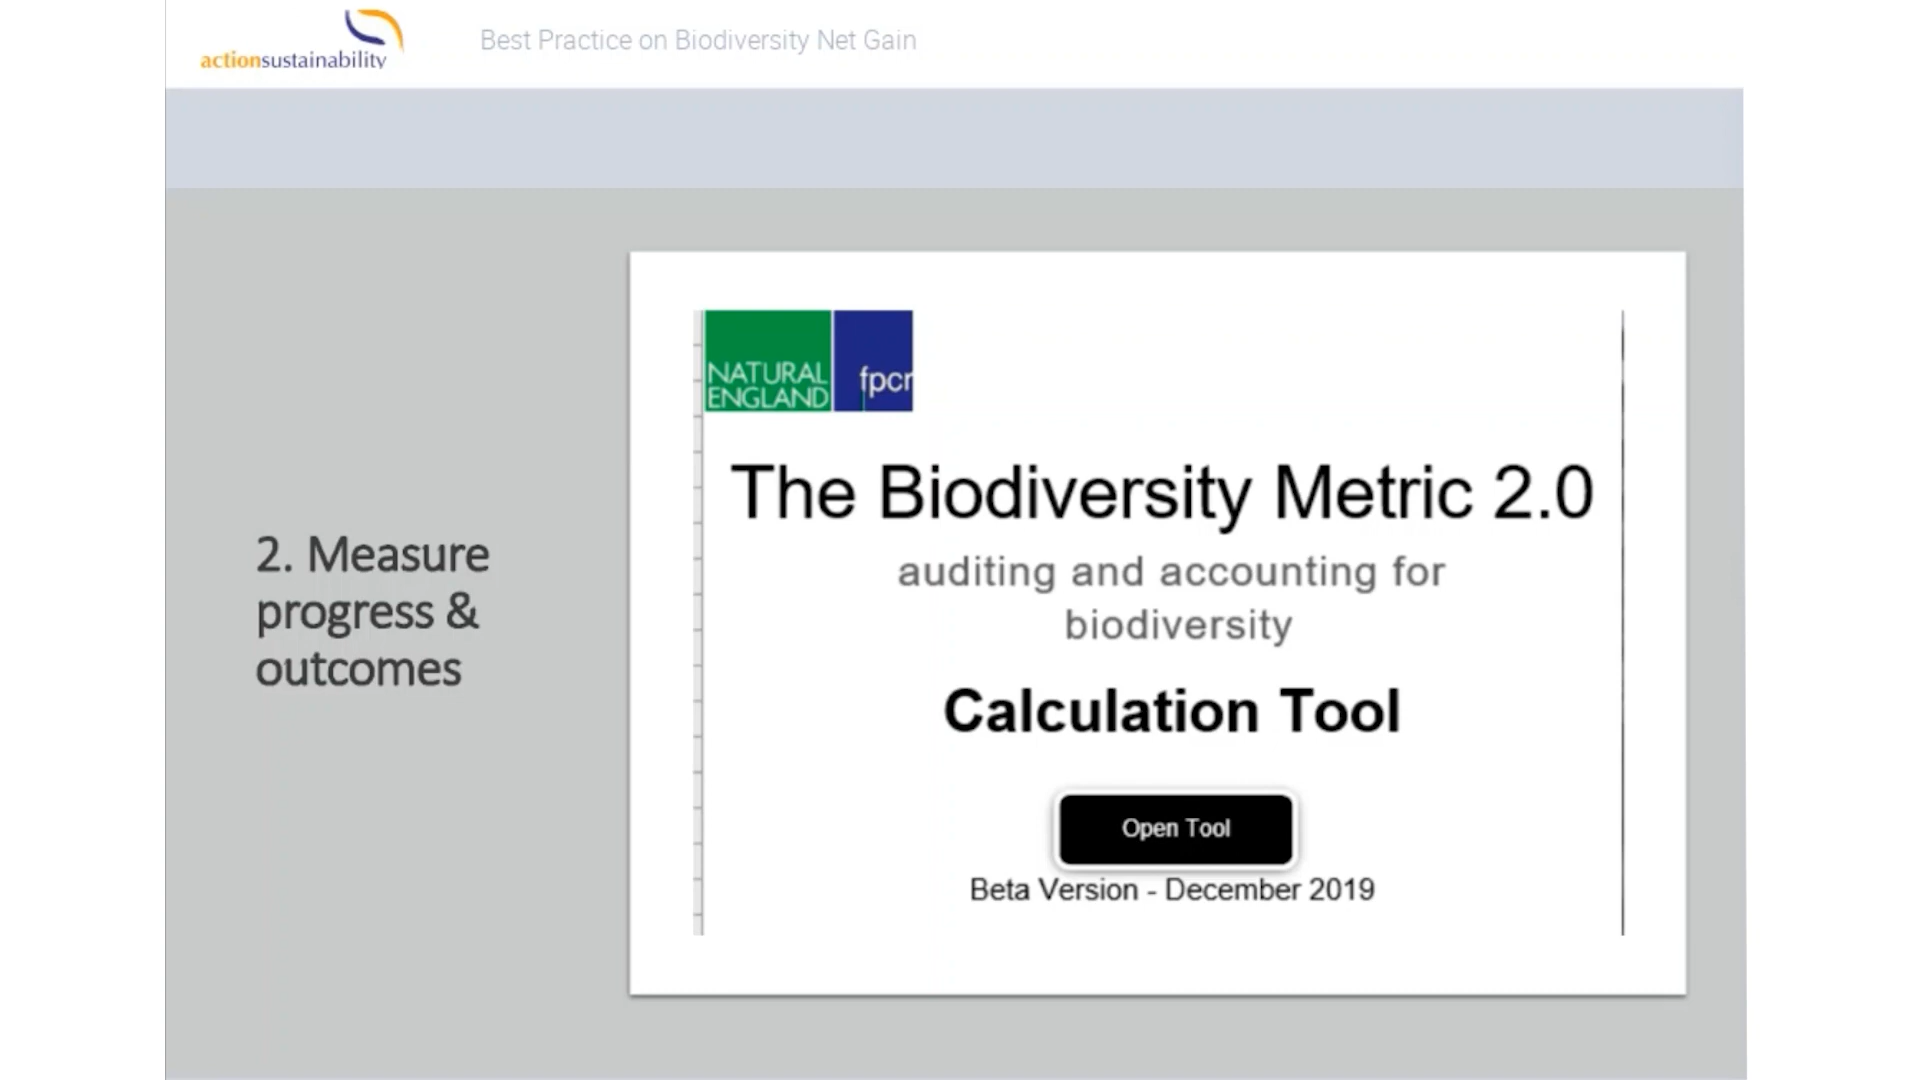 actionsustainability
Best Practice on Biodiversity Net Gain
2. Measure
progress &
outcomes
NATURAL
ENGLAND
fpcr
The Biodiversity Metric 2.0
auditing and accounting for
biodiversity
Calculation Tool
Open Tool
Beta Version - December 2019